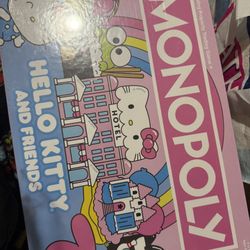 MONOPOLY
HELLO KITTY
AND FRIENDS
HOTEL